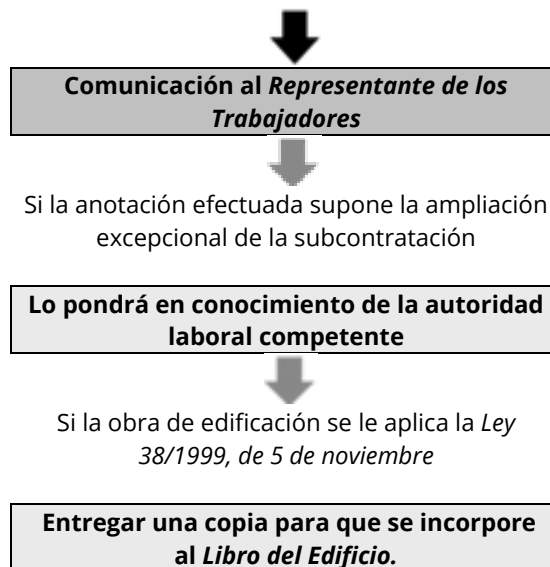 Comunicación al Representante de los
Trabajadores
Si la anotación efectuada supone la ampliación
excepcional de la subcontratación
Lo pondrá en conocimiento de la autoridad
laboral competente
Si la obra de edificación se le aplica la Ley
38/1999, de 5 de noviembre
Entregar una copia para que se incorpore
al Libro del Edificio.